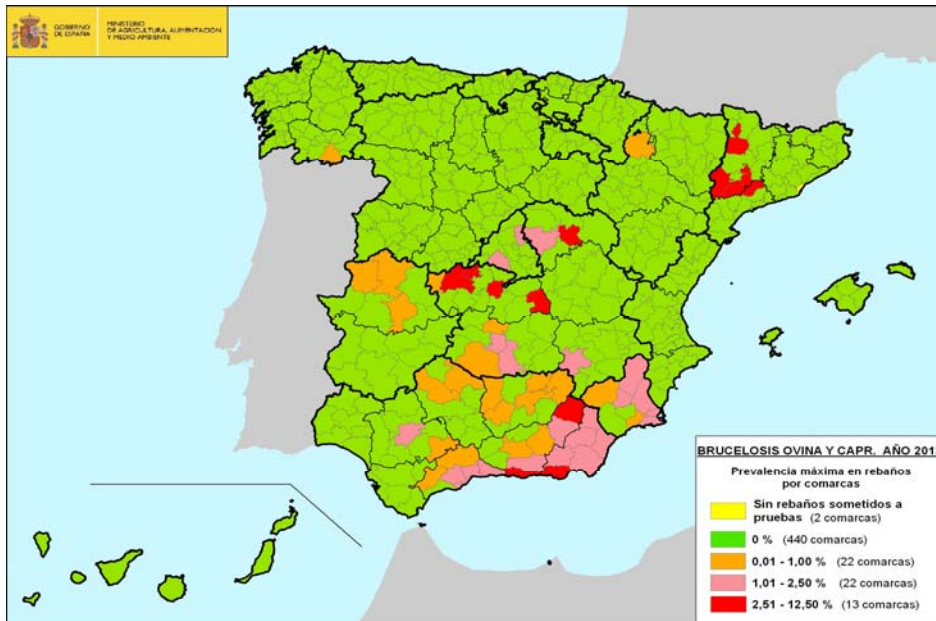 GOBIERNO
DE ESPAÑA
MINISTERIO
DE AGRICULTURA, ALIMENTACIÓN
Y MEDIO AMBIENTE
BRUCELOSIS OVINA Y CAPR. AÑO 201
Prevalencia máxima en rebaños
por comarcas
Sin rebaños sometidos a
pruebas (2 comarcas)
0 % (440 comarcas)
0,01 - 1,00 % (22 comarcas)
1,01 - 2,50 % (22 comarcas)
2,51 - 12,50 % (13 comarcas)